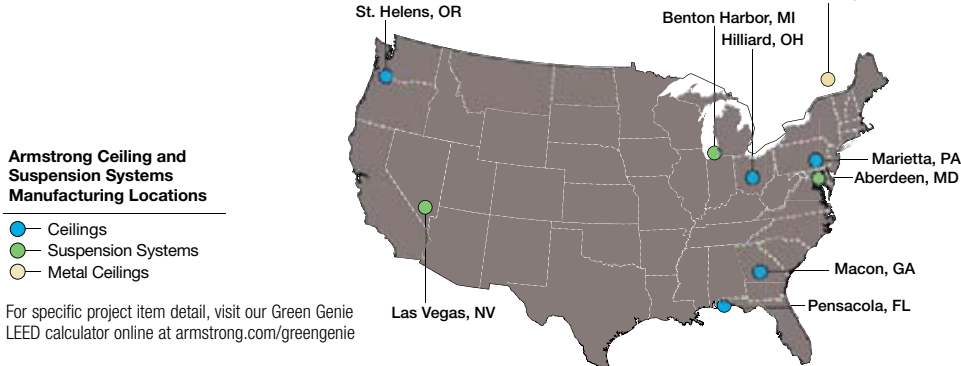 St. Helens, OR
Benton Harbor, MI
Hilliard, OH
Marietta, PA
Aberdeen, MD
Macon, GA
Pensacola, FL
Las Vegas, NV
Armstrong Ceiling and
Suspension Systems
Manufacturing Locations
Ceilings
Suspension Systems
Metal Ceilings
For specific project item detail, visit our Green Genie
LEED calculator online at armstrong.com/greengenie